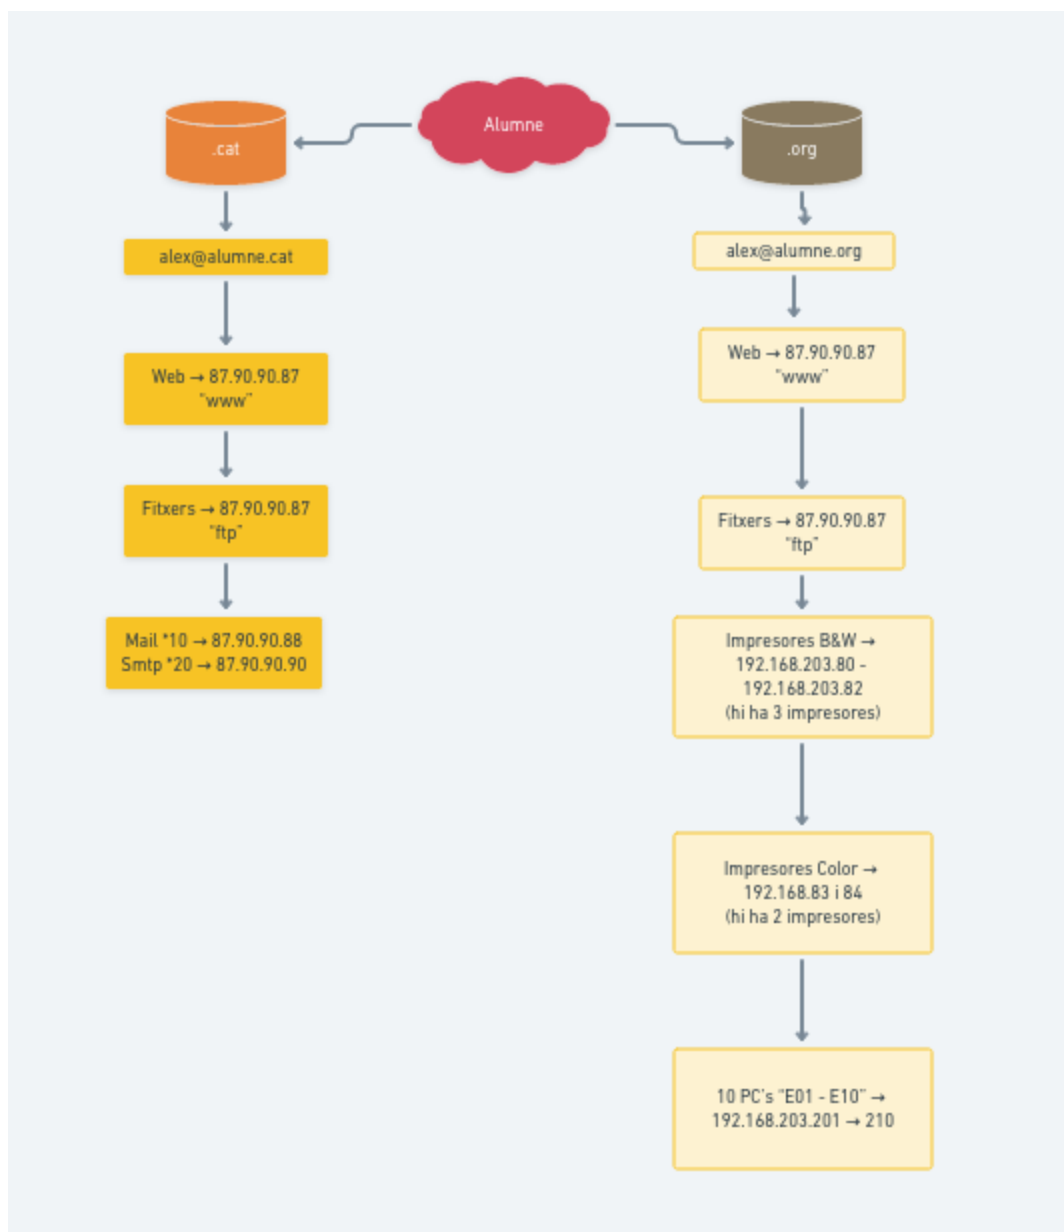 Alumne
.cat
alex@alumne.cat
Web → 87.90.90.87
"www"
Fitxers → 87.90.90.87
"ftp"
Mail *10 → 87.90.90.88
Smtp *20 → 87.90.90.90
.org
alex@alumne.org
Web → 87.90.90.87
"www"
Fitxers → 87.90.90.87
"ftp"
Impresores B&W →
192.168.203.80 -
192.168.203.82
(hi ha 3 impresores)
Impresores Color →
192.168.83 i 84
(hi ha 2 impresores)
10 PC's "E01 - E10" →
192.168.203.201 → 210